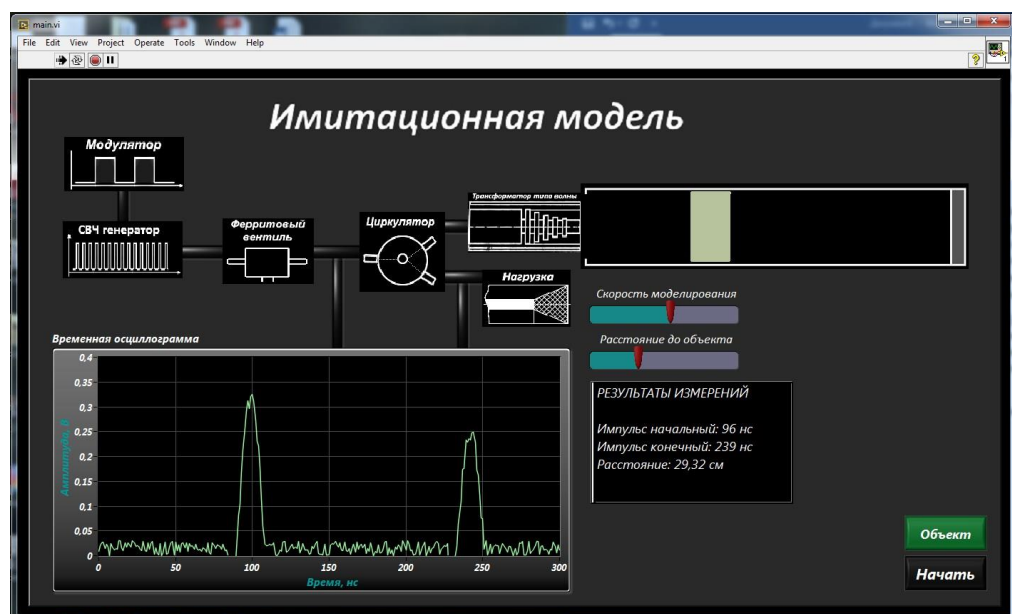 main.vi
File Edit View Project Operate Tools Window Help
Имитационная модель
Модулятор
СВЧ генератор
Ферритовый
вентиль
Циркулятор
Трансформатор типа волны
Нагрузка
Скорость моделирования
Расстояние до объекта
Временная осциллограмма
Амплитуда, В
0,4
0,35
0,3
0,25
0,2
0,15
0,1
0,05
0
0 50 100 150 200 250 300
Время, нс
РЕЗУЛЬТАТЫ ИЗМЕРЕНИЙ
Импульс начальный: 96 нс
Импульс конечный: 239 нс
Расстояние: 29,32 см
Объект
Начать